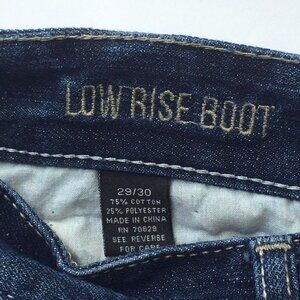 LOW RISE BOOT
29/30
75% COTTON
25% POLYESTER
MADE IN CHINA
RN 70828
SEE REVERSE
FOR CARE